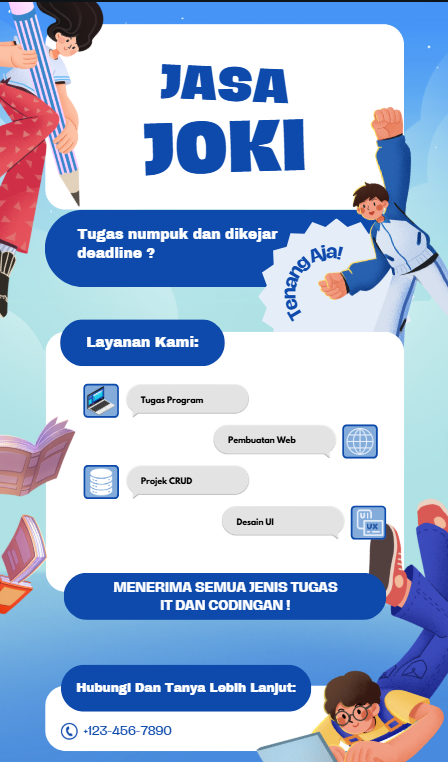 JASA
JOKI
Tugas numpuk dan dikejar
deadline ?
Tenang Aja!
Layanan Kami:
Tugas Program
Pembuatan Web
Projek CRUD
Desain UI
UI
UX
MENERIMA SEMUA JENIS TUGAS
IT DAN CODINGAN !
Hubungi Dan Tanya Lebih Lanjut:
+123-456-7890